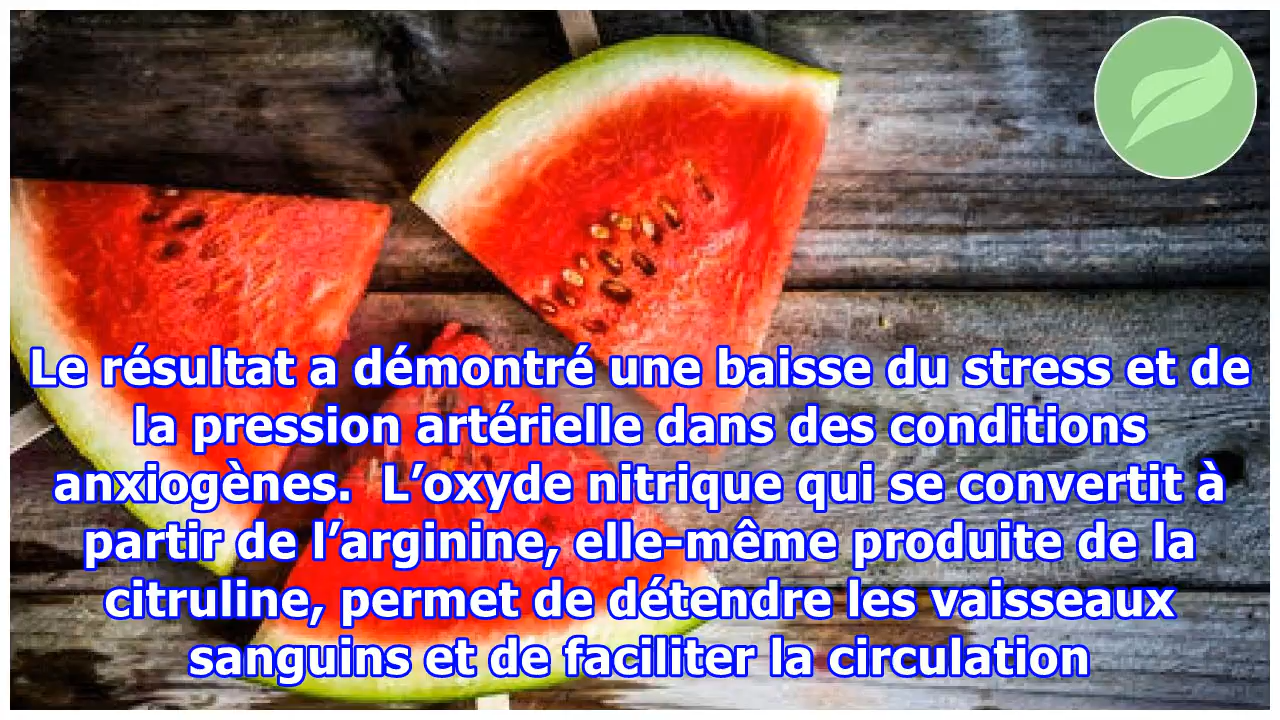 Le résultat a démontré une baisse du stress et de
la pression artérielle dans des conditions
anxiogènes.  L’oxyde nitrique qui se convertit à
partir de l’arginine, elle-même produite de la
citruline, permet de détendre les vaisseaux
sanguins et de faciliter la circulation